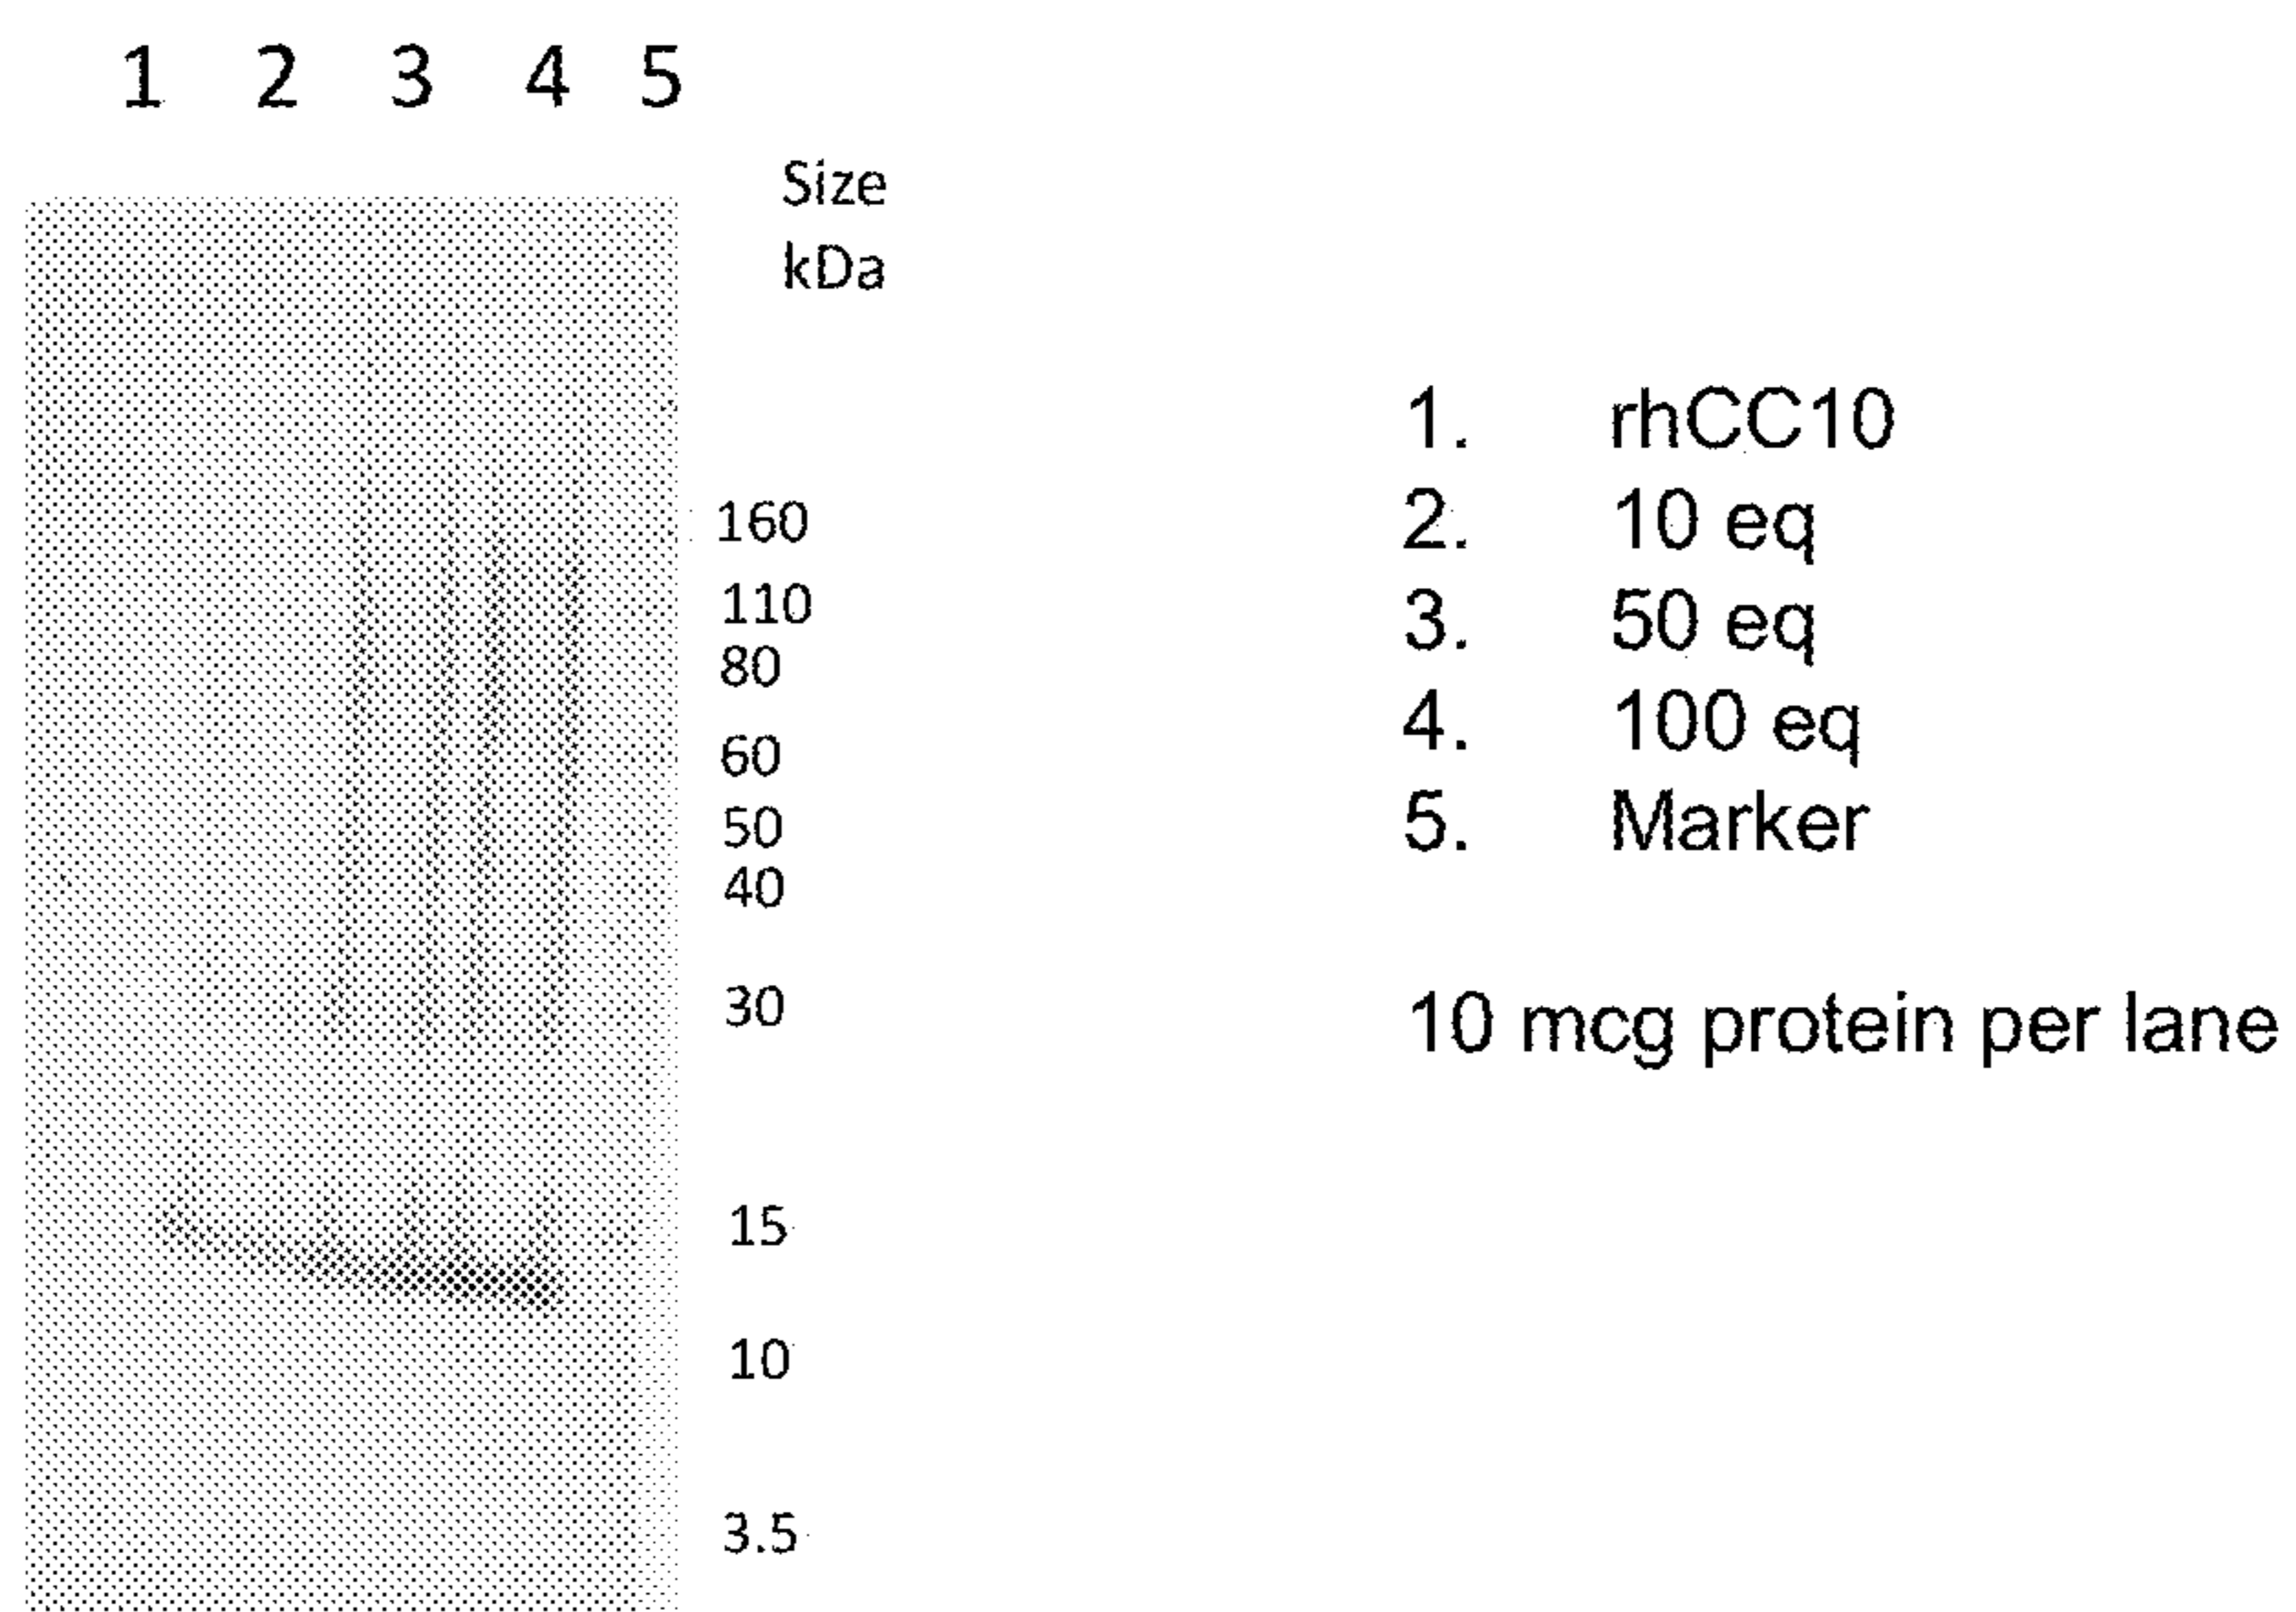 1 2 3 4 5
Size
kDa
160
110
80
60
50
40
30
15
10
3.5
1. rhCC10
2. 10 eq
3. 50 eq
4. 100 eq
5. Marker
10 mcg protein per lane